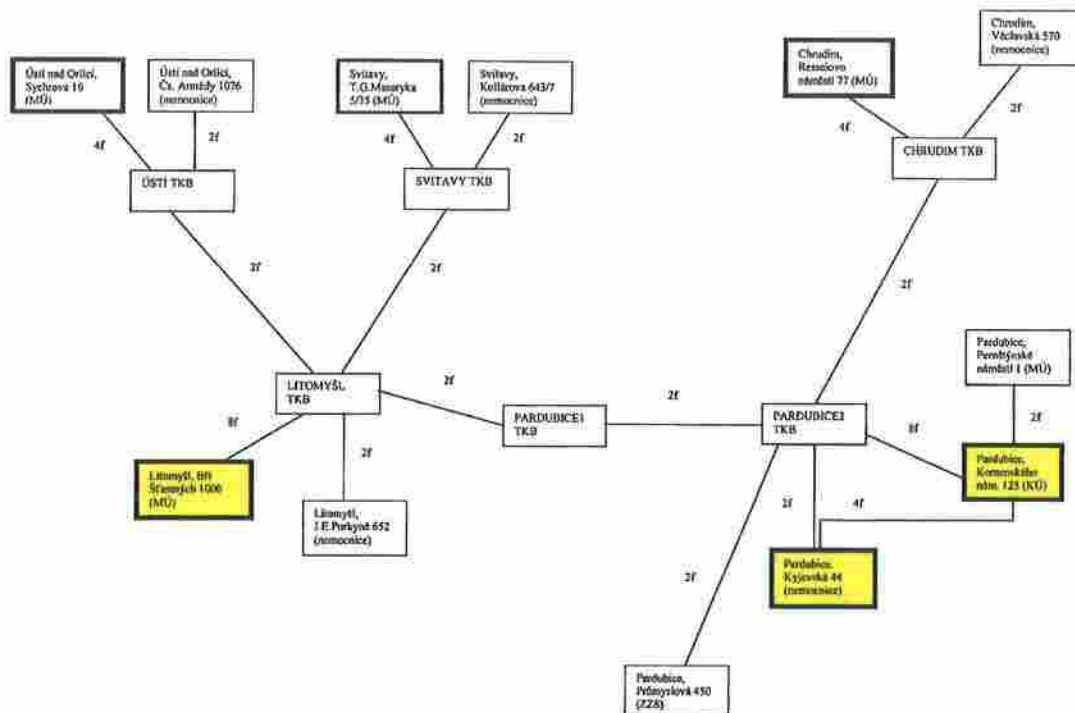 Chrudim,
Václavská 570
(nemocnice)
Ústí nad Orlicí,
Sychrova 16
(MÚ)
Ústí nad Orlicí,
Čs. Armády 1076
(nemocnice)
Svitavy,
T.G.Masaryka
5/35 (MÚ)
Svitavy,
Kollárova 643/7
(nemocnice)
Chrudim,
Resselovo
náměstí 77 (MÚ)
4f
2f
4f
2f
4f
2f
ÚSTÍ TKB
SVITAVY TKB
CHRUDIM TKB
2f
2f
2f
Pardubice,
Pernštýnské
náměstí 1 (MÚ)
LITOMYŠL
TKB
2f
PARDUBICE1
TKB
2f
PARDUBICE2
TKB
2f
8f
2f
8f
Litomyšl, Bří
Šťastných 1000
(MÚ)
Pardubice,
Komenského
nám. 125 (KÚ)
Litomyšl,
J.E.Purkyně 652
(nemocnice)
2f
4f
Pardubice,
Kyjevská 44
(nemocnice)
2f
Pardubice,
Průmyslová 450
(ZZS)